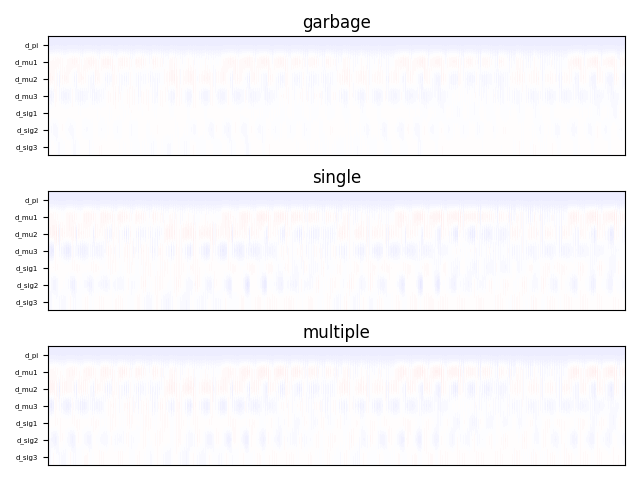 garbage
d_pi
d_mu1
d_mu2
d_mu3
d_sig1
d_sig2
d_sig3
single
d_pi
d_mu1
d_mu2
d_mu3
d_sig1
d_sig2
d_sig3
multiple
d_pi
d_mu1
d_mu2
d_mu3
d_sig1
d_sig2
d_sig3